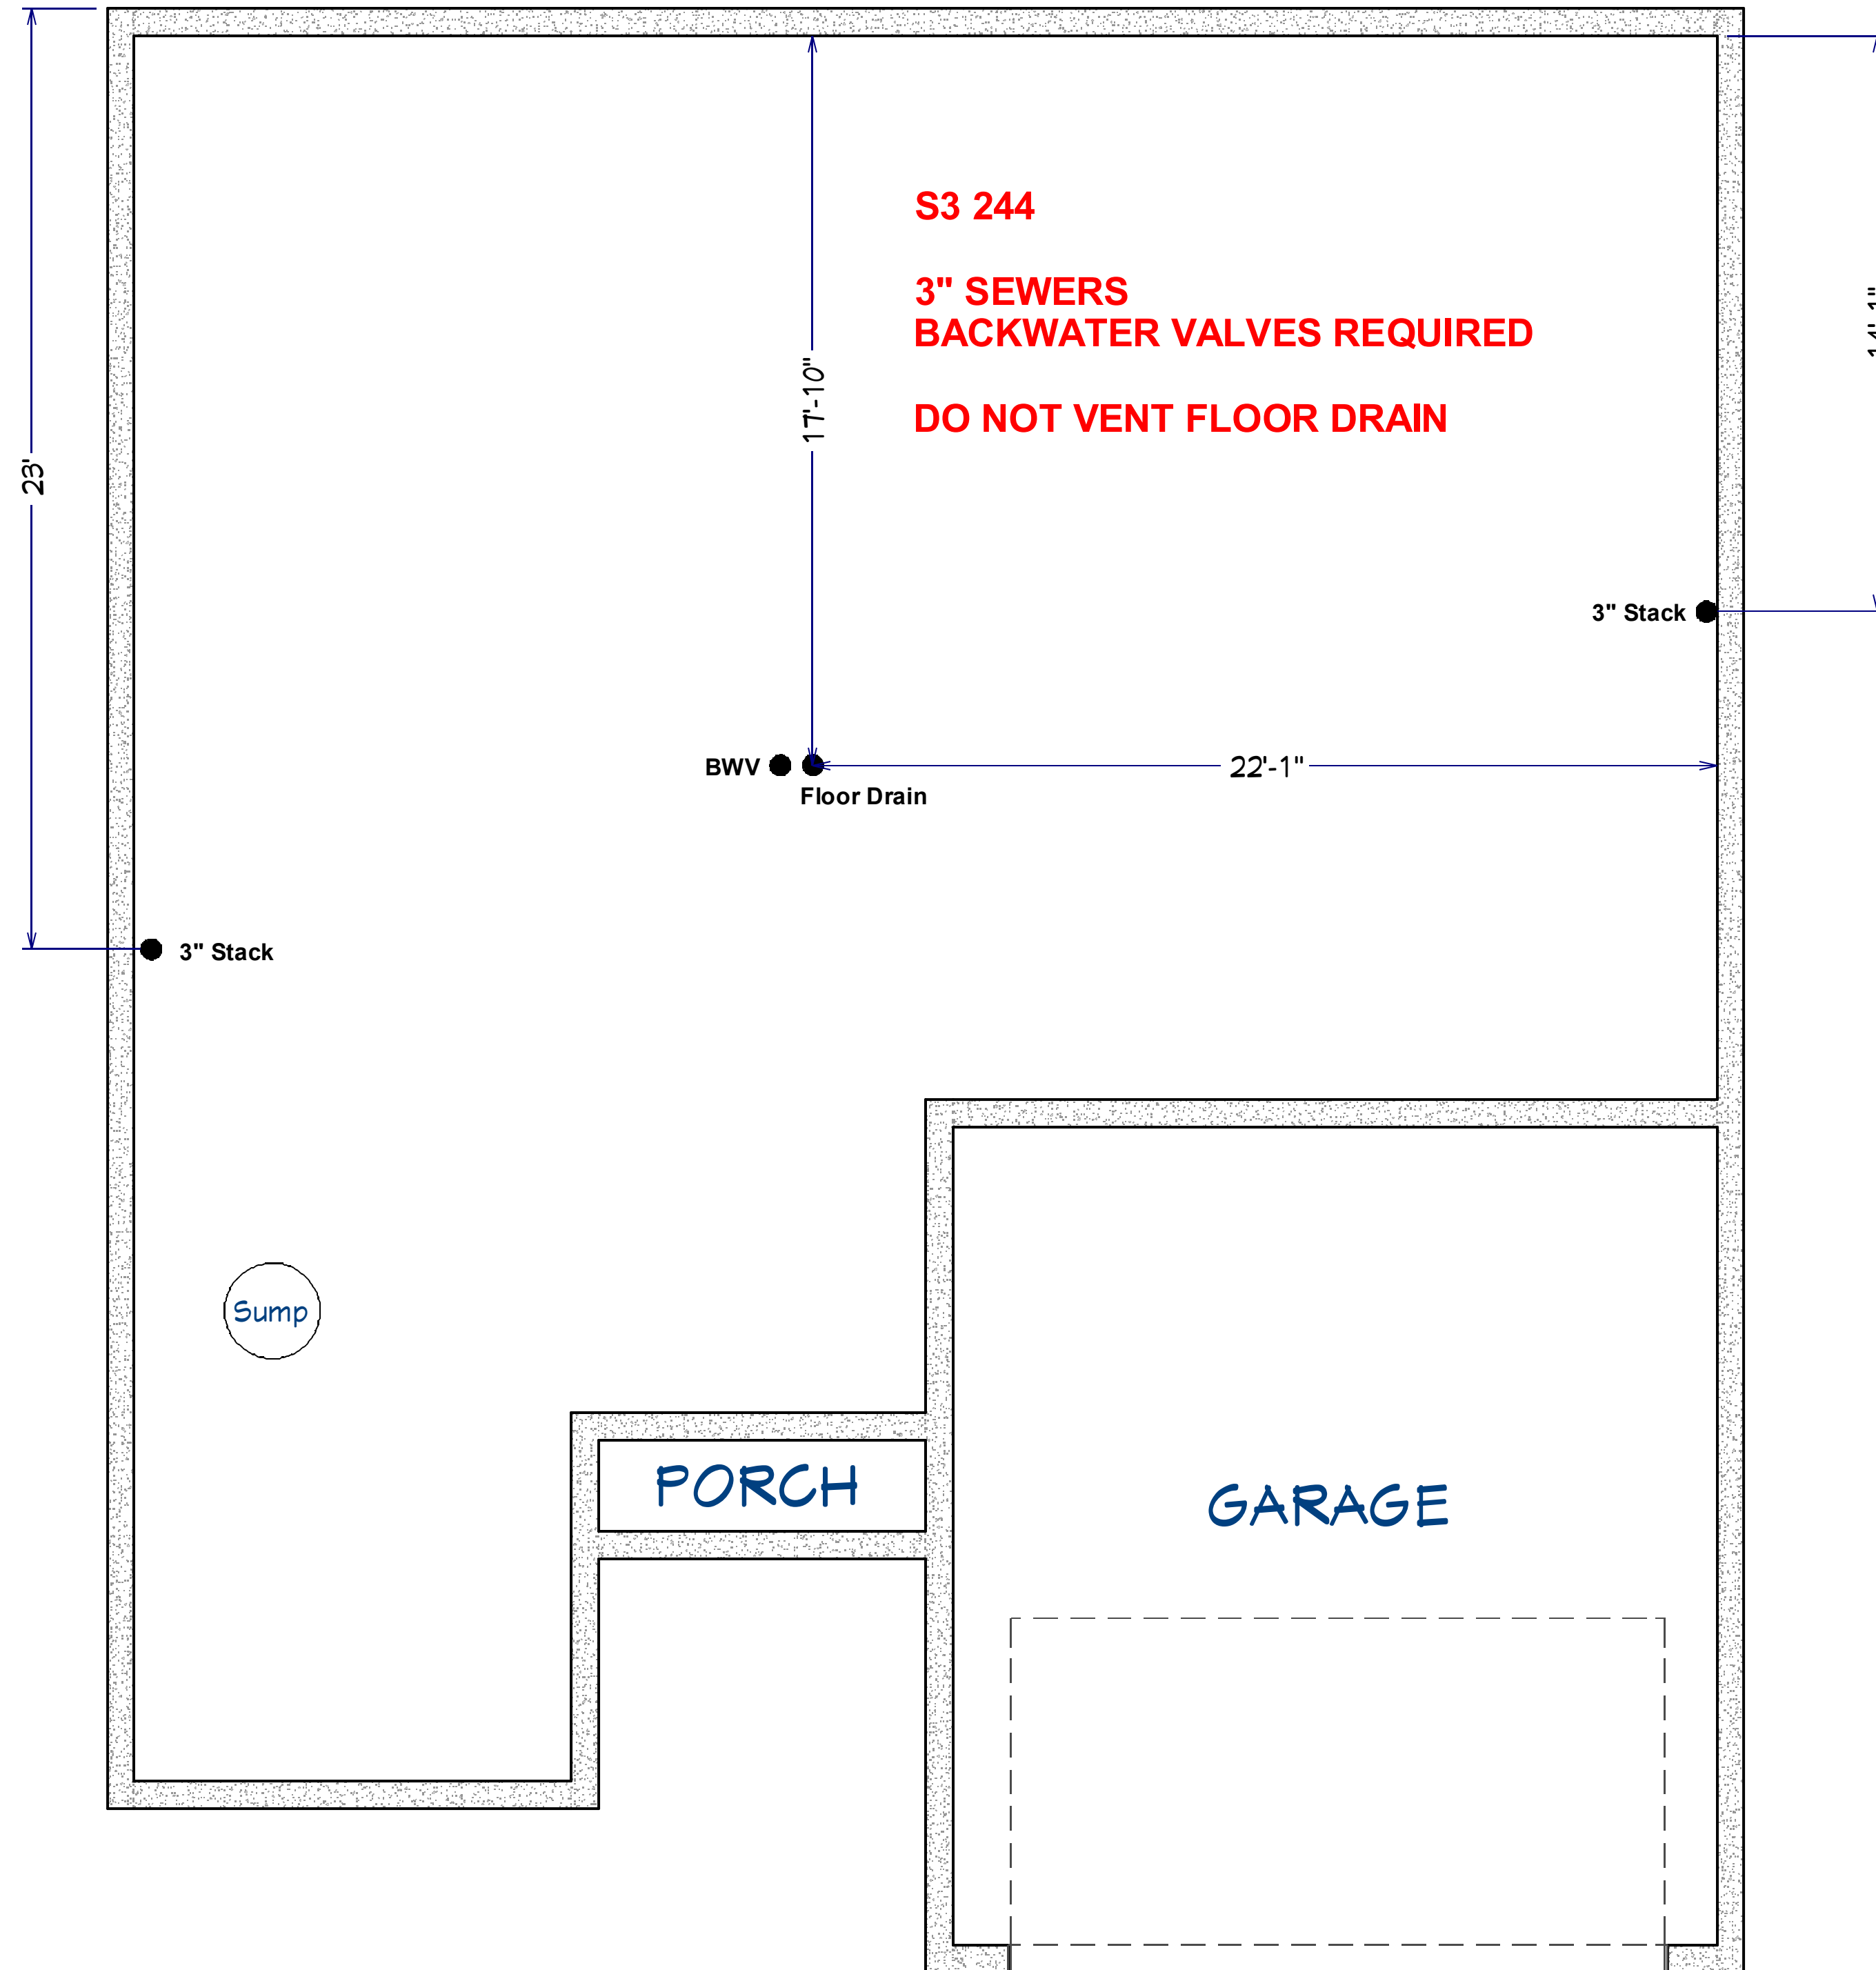 S3 244
3" SEWERS
BACKWATER VALVES REQUIRED
DO NOT VENT FLOOR DRAIN
17'-10"
23'
3" Stack
BWV
22'-1"
Floor Drain
3" Stack
Sump
PORCH
GARAGE